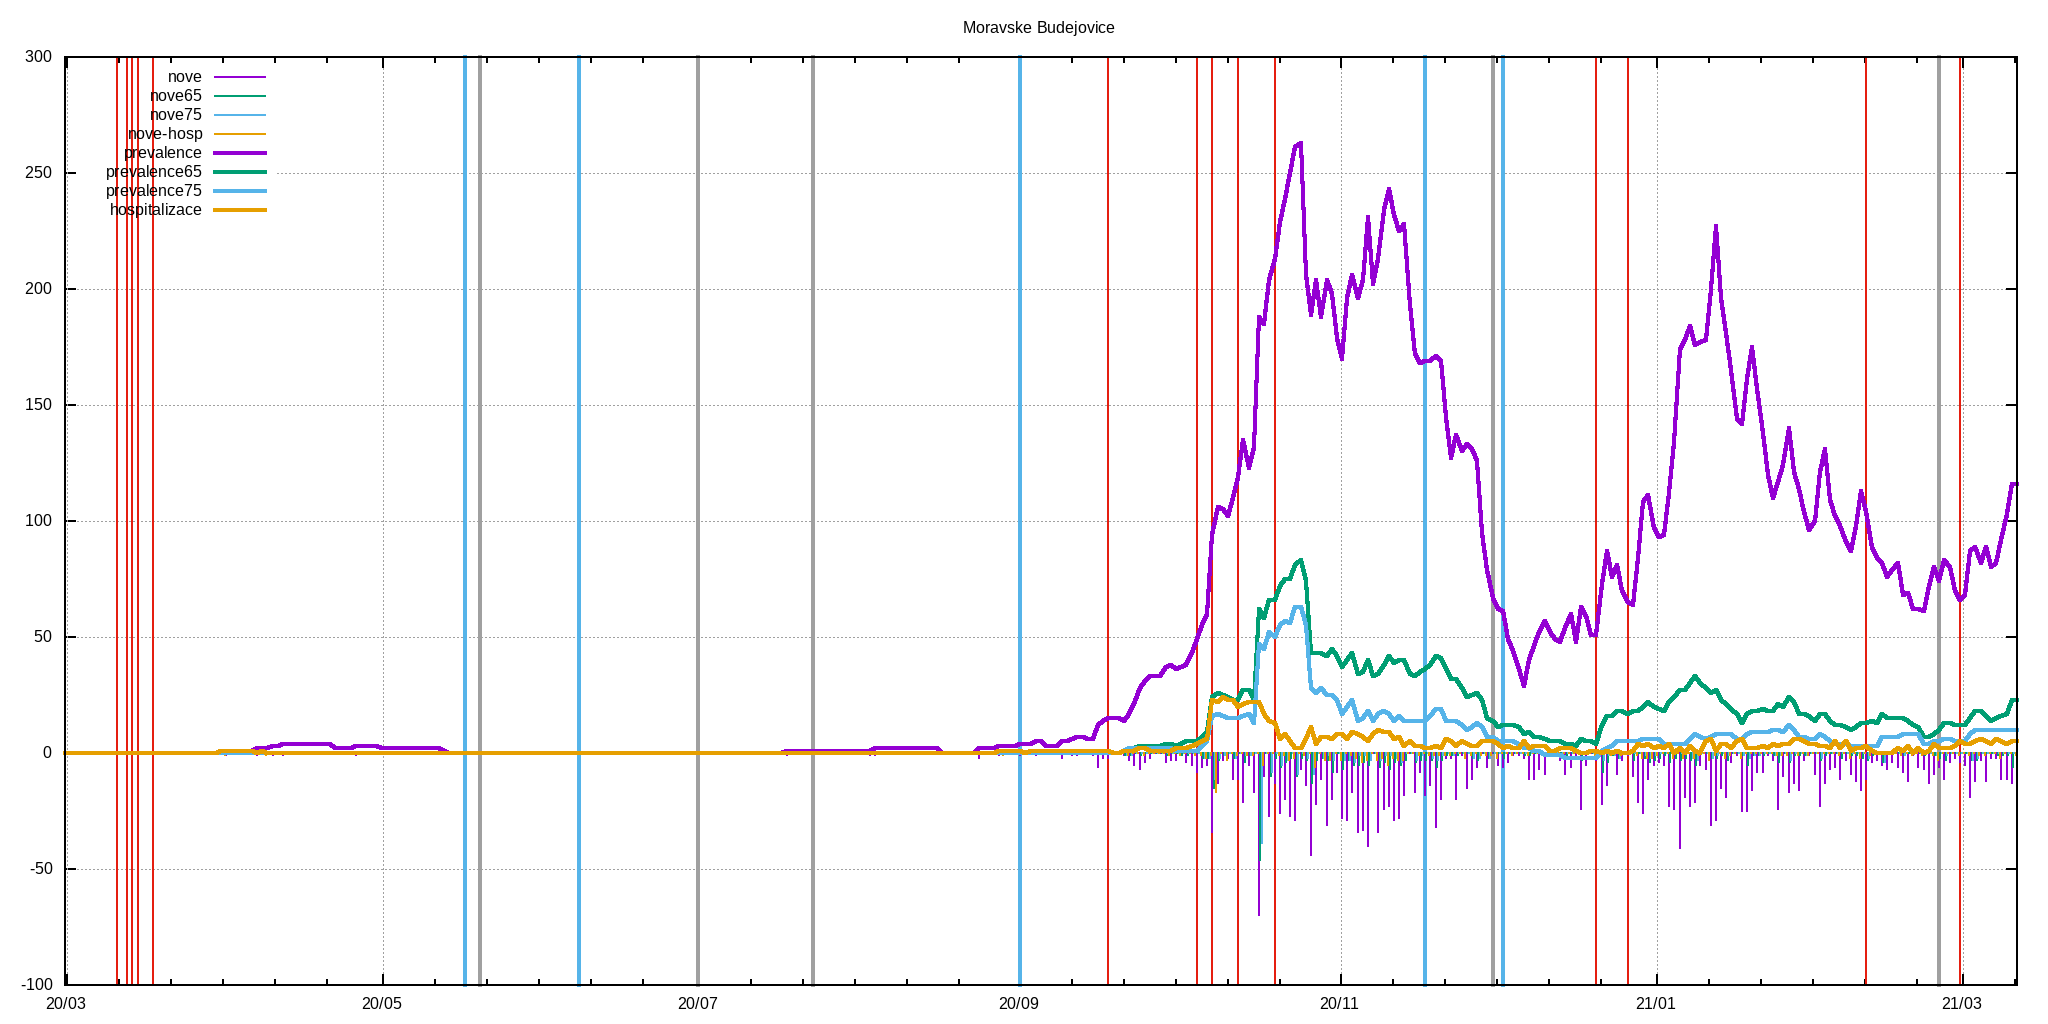 Moravske Budejovice
300
250
200
150
100
50
0
-50
-100
nove
nove65
nove75
nove-hosp
prevalence
prevalence65
prevalence75
hospitalizace
20/03 20/05 20/07 20/09 20/11 21/01 21/03